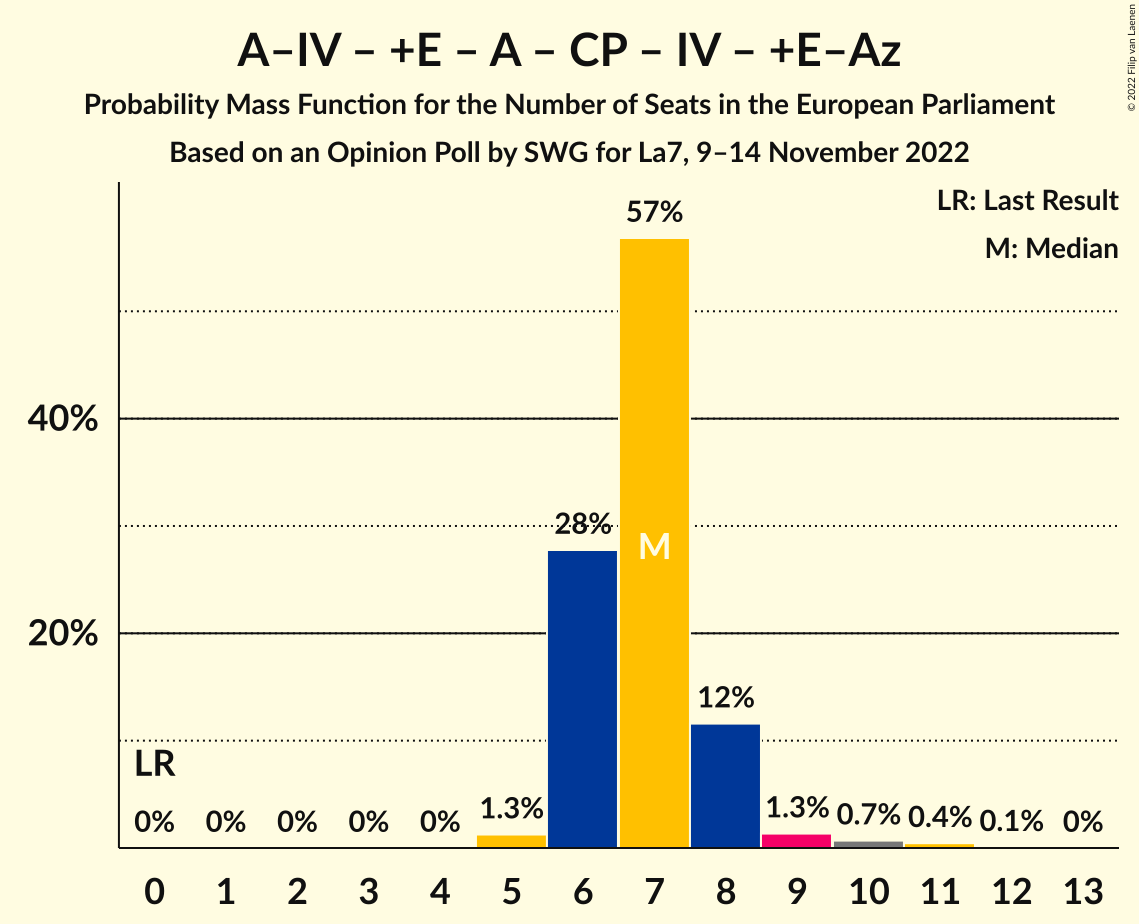 A–IV – +E – A – CP – IV – +E–Az
Probability Mass Function for the Number of Seats in the European Parliament
Based on an Opinion Poll by SWG for La7, 9–14 November 2022
© 2022 Filip van Laenen
LR: Last Result
M: Median
57%
40%
28%
M
20%
12%
LR
0% 0% 0% 0% 0% 1.3% 1.3% 0.7% 0.4% 0.1% 0%
0 1 2 3 4 5 6 7 8 9 10 11 12 13